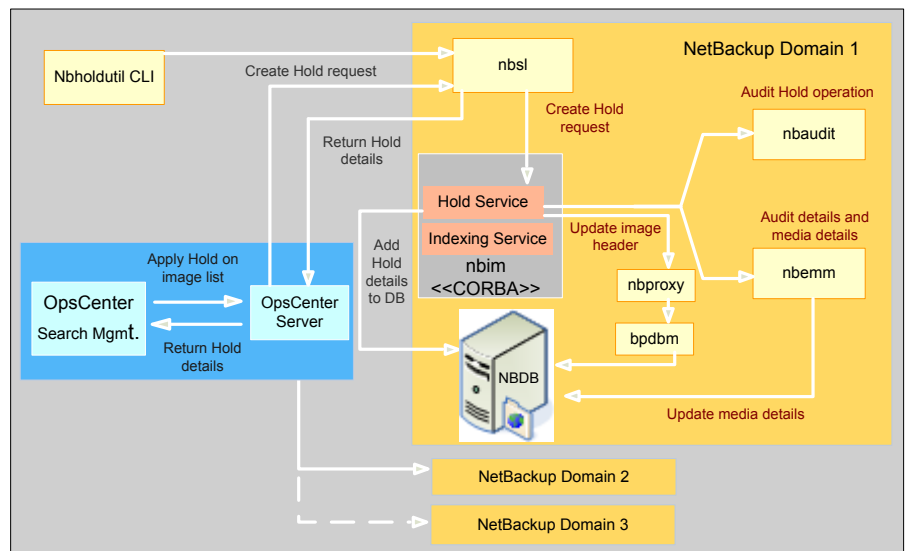 NetBackup Domain 1
Nbholdutil CLI
nbsl
Create Hold request
Audit Hold operation
Create Hold
request
nbaudit
Return Hold
details
Hold Service
Indexing Service
nbim
<<CORBA>>
Update image
header
Audit details and
media details
Add
Hold
details
to DB
nbproxy
nbemm
bpdbm
Apply Hold on
image list
OpsCenter
Search Mgmt.
OpsCenter
Server
Return Hold
details
NBDB
Update media details
NetBackup Domain 2
NetBackup Domain 3